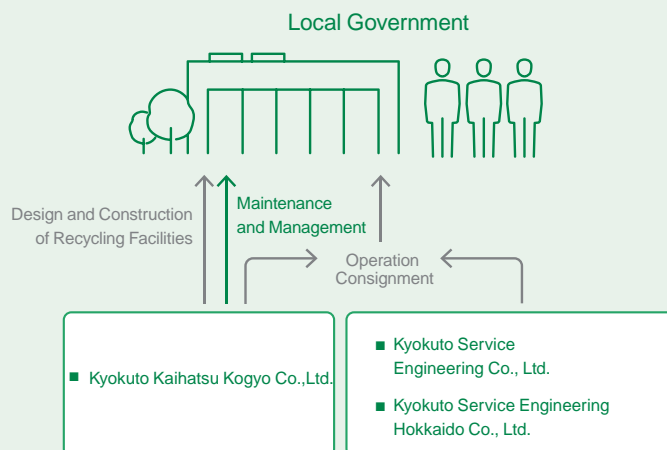 Local Government
Design and Construction
of Recycling Facilities
Maintenance
and Management
Operation
Consignment
■ Kyokuto Kaihatsu Kogyo Co.,Ltd.
■ Kyokuto Service
Engineering Co., Ltd.
■ Kyokuto Service Engineering
Hokkaido Co., Ltd.